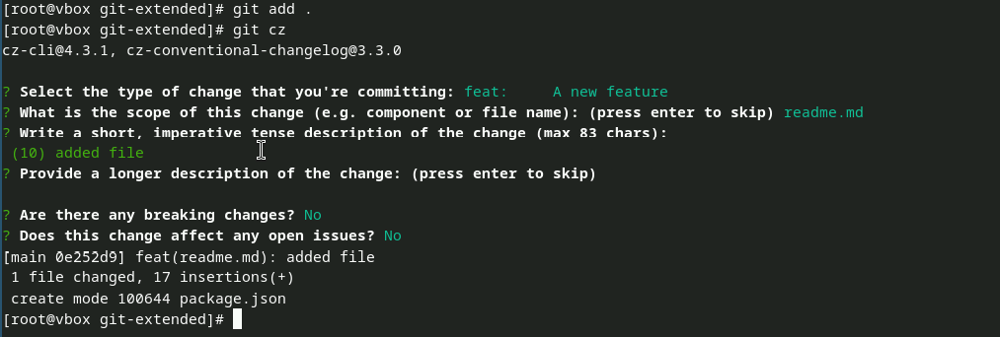 [root@vbox git-extended]# git add .
[root@vbox git-extended]# git cz
cz-cli@4.3.1, cz-conventional-changelog@3.3.0
? Select the type of change that you're committing: feat:     A new feature
? What is the scope of this change (e.g. component or file name): (press enter to skip) readme.md
? Write a short, imperative tense description of the change (max 83 chars):
(10) added file
? Provide a longer description of the change: (press enter to skip)
? Are there any breaking changes? No
? Does this change affect any open issues? No
[main 0e252d9] feat(readme.md): added file
1 file changed, 17 insertions(+)
create mode 100644 package.json
[root@vbox git-extended]#